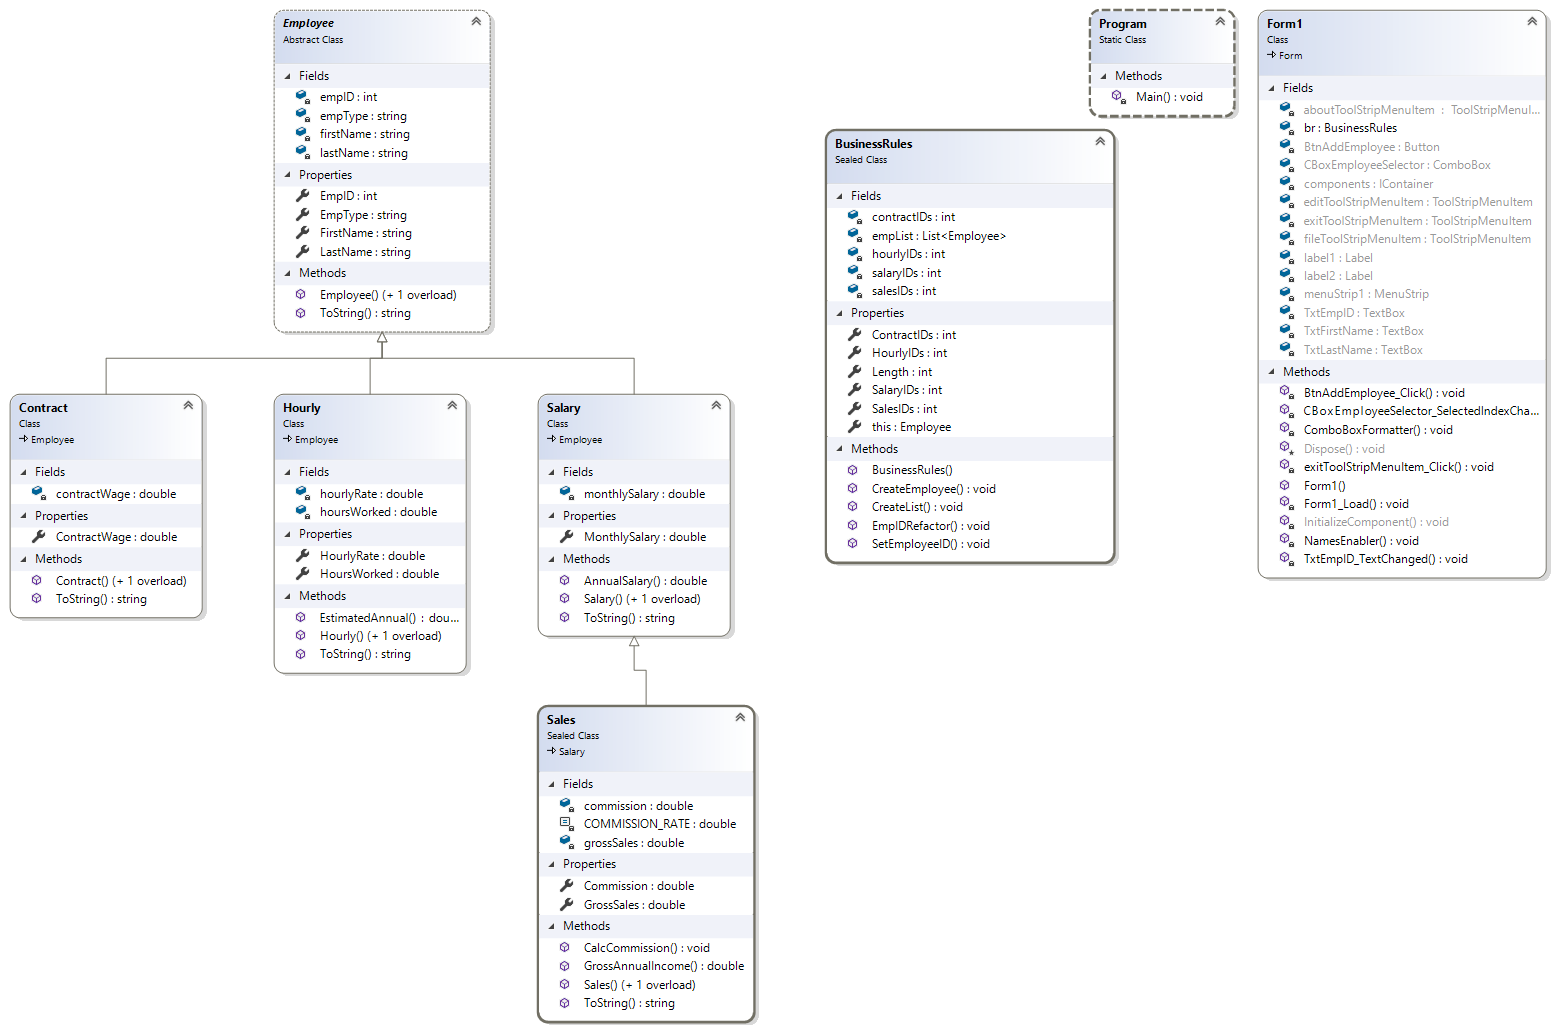 Employee
Abstract Class
Fields
empID : int
empType : string
firstName : string
lastName : string
Properties
EmpID : int
EmpType : string
FirstName : string
LastName : string
Methods
Employee() (+ 1 overload)
ToString() : string
Contract
Class
Employee
Fields
contractWage : double
Properties
ContractWage : double
Methods
Contract() (+ 1 overload)
ToString() : string
Hourly
Class
Employee
Fields
hourlyRate : double
hoursWorked : double
Properties
HourlyRate : double
HoursWorked : double
Methods
EstimatedAnnual() : dou...
Hourly() (+ 1 overload)
ToString() : string
Salary
Class
Employee
Fields
monthlySalary : double
Properties
MonthlySalary : double
Methods
AnnualSalary() : double
Salary() (+ 1 overload)
ToString() : string
Sales
Sealed Class
Salary
Fields
commission : double
COMMISSION_RATE : double
grossSales : double
Properties
Commission : double
GrossSales : double
Methods
CalcCommission() : void
GrossAnnualIncome() : double
Sales() (+ 1 overload)
ToString() : string
BusinessRules
Sealed Class
Fields
contractIDs : int
empList : List<Employee>
hourlyIDs : int
salaryIDs : int
salesIDs : int
Properties
ContractIDs : int
HourlyIDs : int
Length : int
SalaryIDs : int
SalesIDs : int
this : Employee
Methods
BusinessRules()
CreateEmployee() : void
CreateList() : void
EmpIDRefactor() : void
SetEmployeeID() : void
Program
Static Class
Methods
Main() : void
Form1
Class
Form
Fields
aboutToolStripMenuItem : ToolStripMenuI...
br : BusinessRules
BtnAddEmployee : Button
CBoxEmployeeSelector : ComboBox
components : IContainer
editToolStripMenuItem : ToolStripMenuItem
exitToolStripMenuItem : ToolStripMenuItem
fileToolStripMenuItem : ToolStripMenuItem
label1 : Label
label2 : Label
menuStrip1 : MenuStrip
TxtEmpID : TextBox
TxtFirstName : TextBox
TxtLastName : TextBox
Methods
BtnAddEmployee_Click() : void
CBoxEmployeeSelector_SelectedIndexCha...
ComboBoxFormatter() : void
Dispose() : void
exitToolStripMenuItem_Click() : void
Form1()
Form1_Load() : void
InitializeComponent() : void
NamesEnabler() : void
TxtEmpID_TextChanged() : void